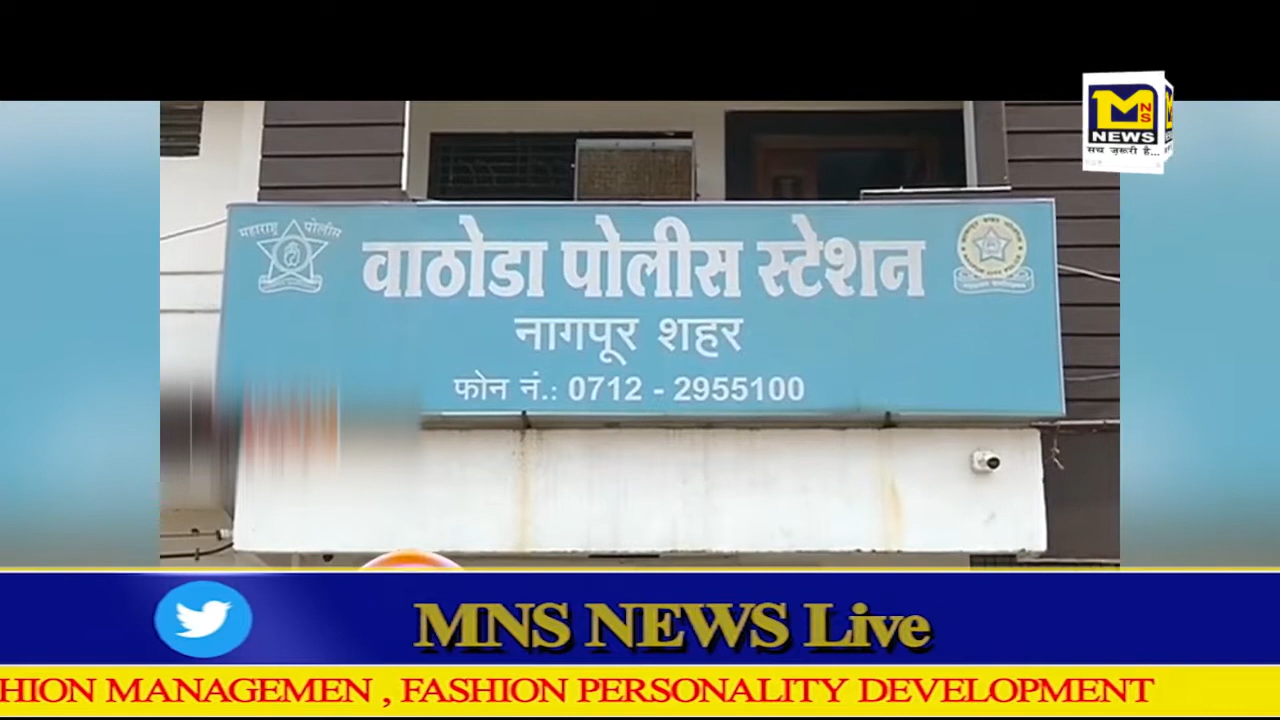 MNS
NEWS
सच ज़रूरी है...
महाराष्ट्र पोलीस
वाठोडा पोलीस स्टेशन
नागपूर शहर
फोन नं.: 0712 - 2955100
MNS NEWS Live
HION MANAGEMEN , FASHION PERSONALITY DEVELOPMENT